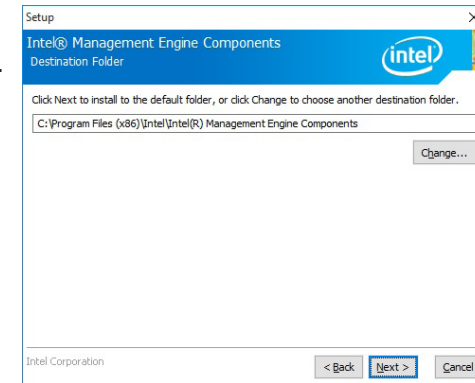 Setup
Intel® Management Engine Components
Destination Folder
intel
Click Next to install to the default folder, or click Change to choose another destination folder.
C:\Program Files (x86)\Intel\Intel(R) Management Engine Components
Change...
Intel Corporation
< Back
Next >
Cancel